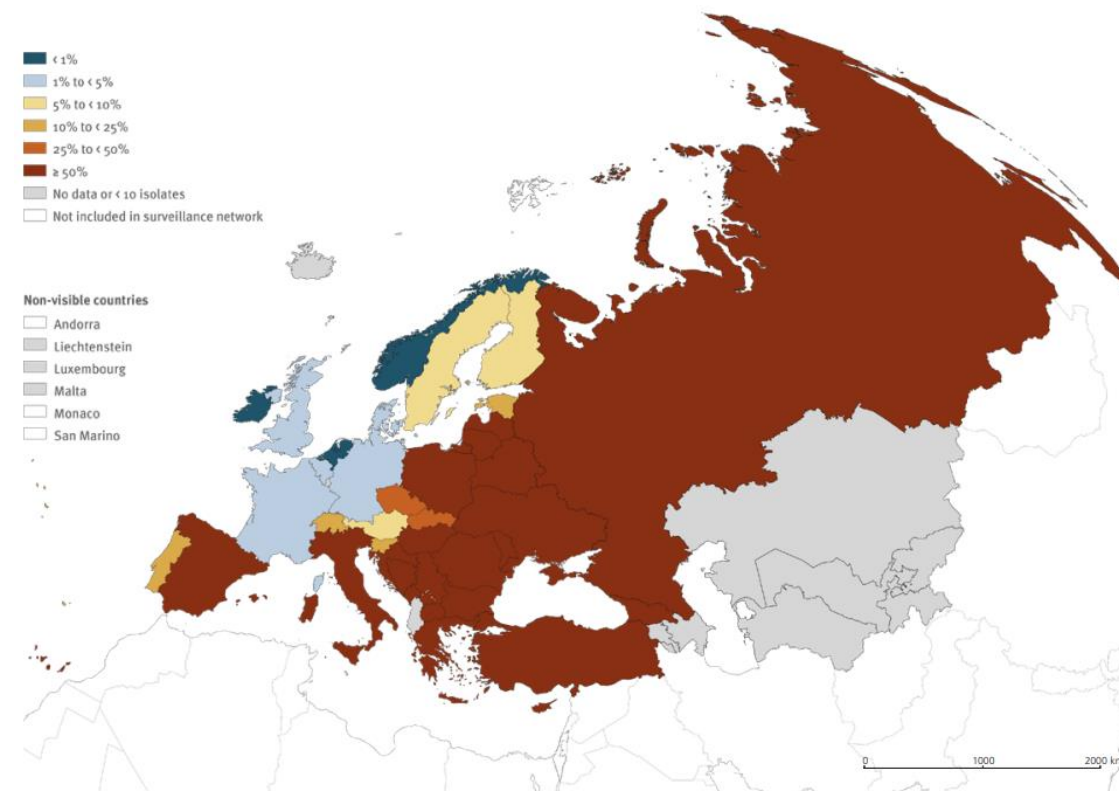 < 1%
1% to < 5%
5% to < 10%
10% to < 25%
25% to < 50%
≥ 50%
No data or < 10 isolates
Not included in surveillance network
Non-visible countries
Andorra
Liechtenstein
Luxembourg
Malta
Monaco
San Marino
0 1000 2000 km